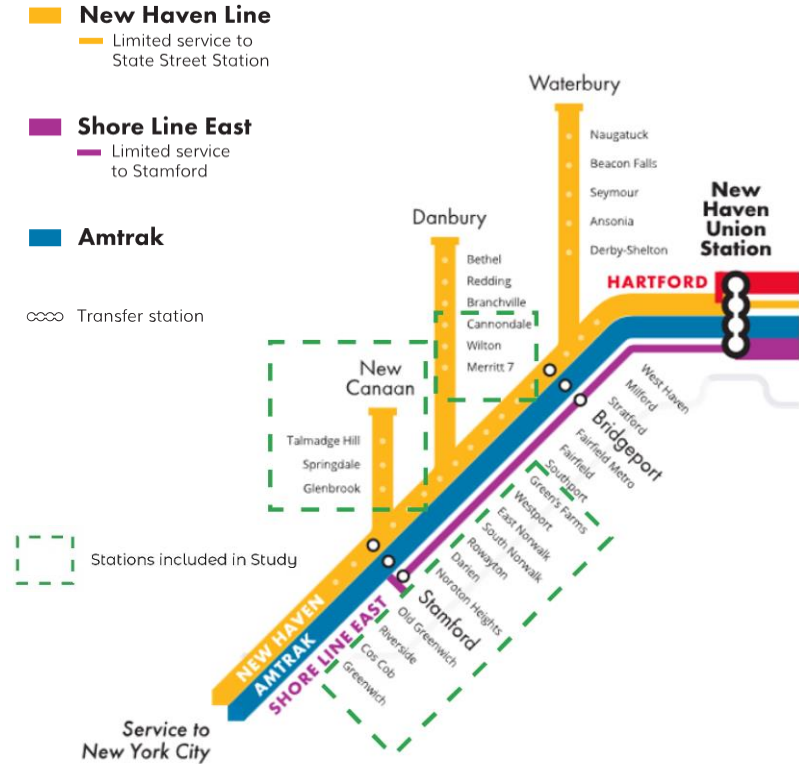 New Haven Line
Limited service to
State Street Station
Shore Line East
Limited service
to Stamford
Amtrak
Transfer station
Stations included in Study
Waterbury
Naugatuck
Beacon Falls
Seymour
Ansonia
Derby-Shelton
Danbury
Bethel
Redding
Branchville
Cannondale
Wilton
Merritt 7
New
Canaan
Talmadge Hill
Springdale
Glenbrook
New
Haven
Union
Station
HARTFORD
West Haven
Milford
Stratford
Bridgeport
Fairfield Metro
Fairfield
Southport
Green's Farms
Westport
East Norwalk
South Norwalk
Rowayton
Darien
Noroton Heights
Stamford
Old Greenwich
Riverside
Cos Cob
Greenwich
NEW HAVEN
AMTRAK
SHORE LINE EAST
Service to
New York City